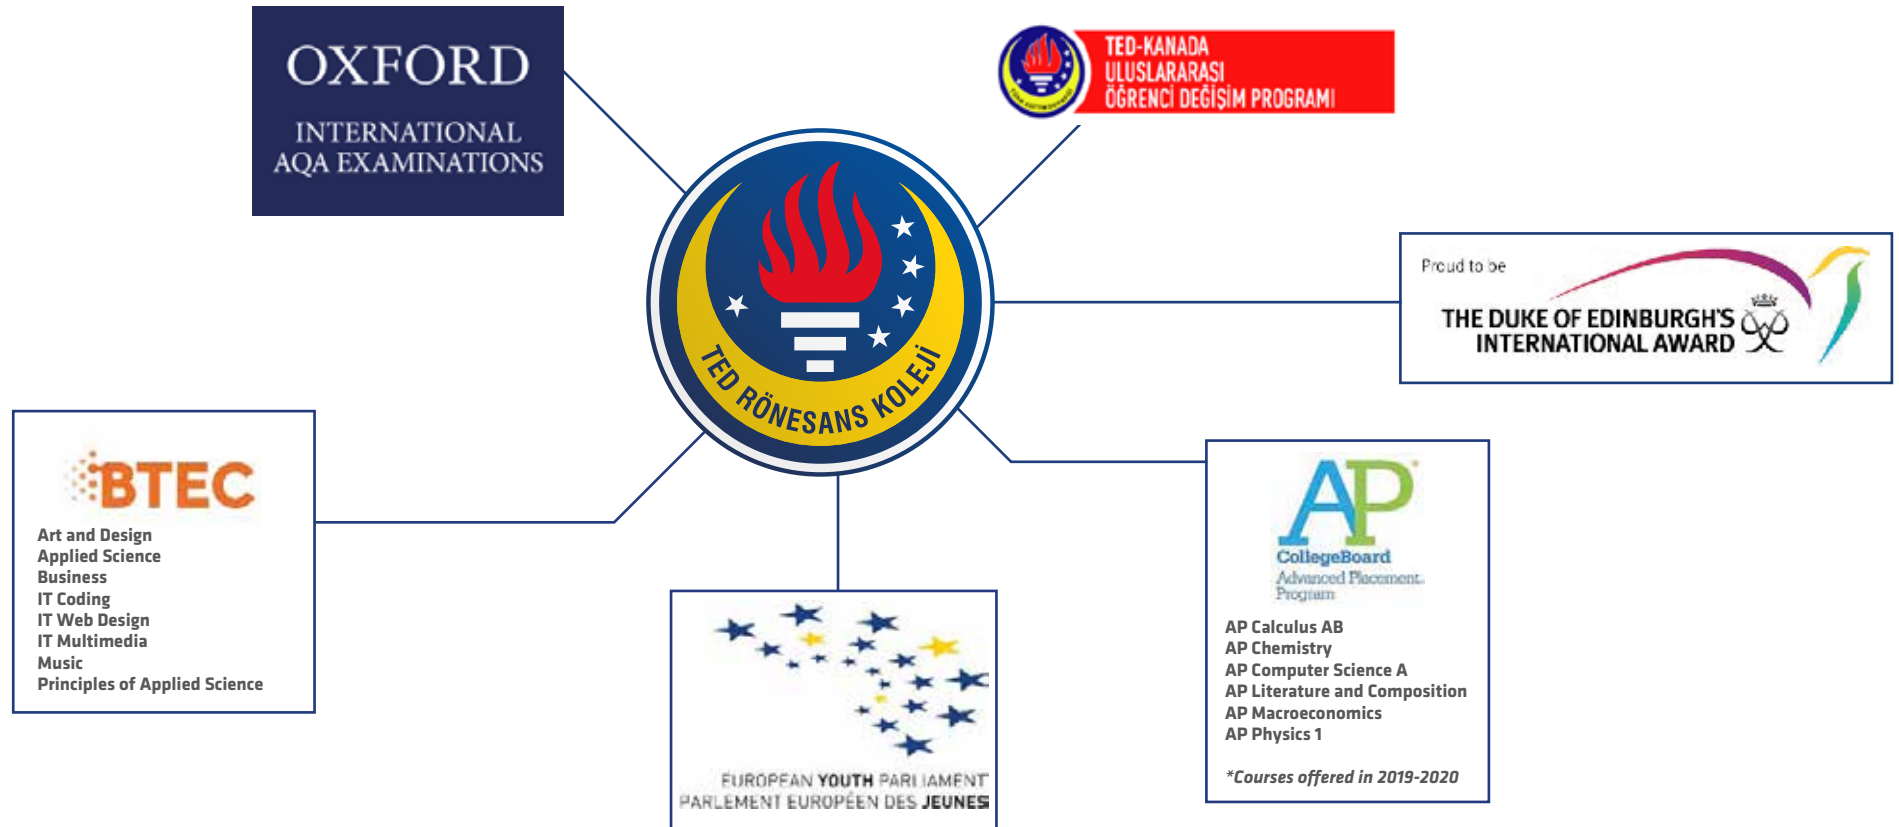 OXFORD
INTERNATIONAL
AQA EXAMINATIONS
TED-KANADA
ULUSLARARASI
ÖĞRENCİ DEĞİŞİM PROGRAMI
TED RÖNESANS KOLEJİ
Proud to be
THE DUKE OF EDINBURGH'S
INTERNATIONAL AWARD
BTEC
Art and Design
Applied Science
Business
IT Coding
IT Web Design
IT Multimedia
Music
Principles of Applied Science
EUROPEAN YOUTH PARLIAMENT
PARLEMENT EUROPÉEN DES JEUNES
AP
CollegeBoard
Advanced Placement
Program
AP Calculus AB
AP Chemistry
AP Computer Science A
AP Literature and Composition
AP Macroeconomics
AP Physics 1
*Courses offered in 2019-2020